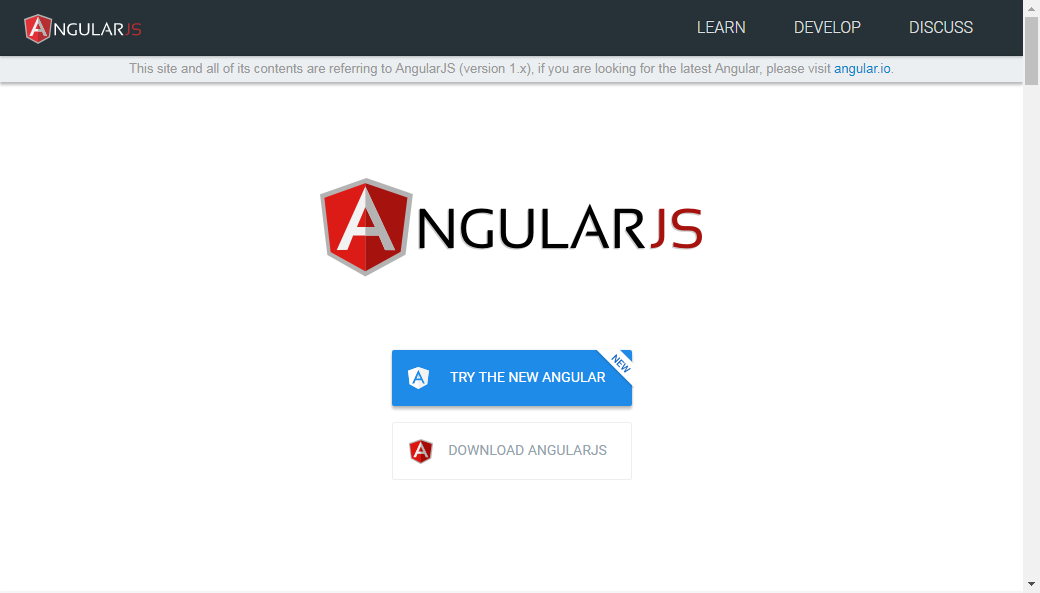 ANGULARJS
LEARN DEVELOP DISCUSS
This site and all of its contents are referring to AngularJS (version 1.x), if you are looking for the latest Angular, please visit angular.io.
ANGULARJS
NEW
TRY THE NEW ANGULAR
DOWNLOAD ANGULARJS